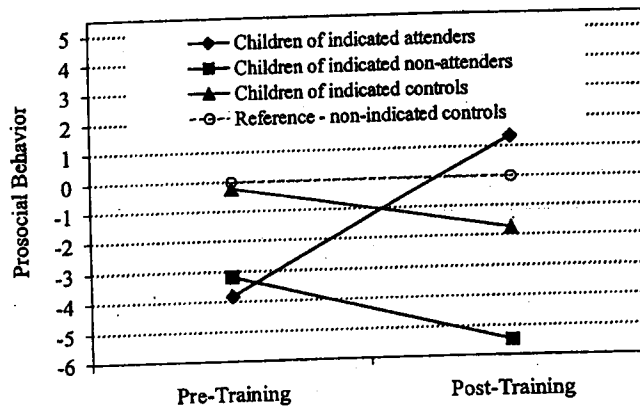 5
4
3
2
1
0
-1
-2
-3
-4
-5
-6
Prosocial Behavior
Children of indicated attenders
Children of indicated non-attenders
Children of indicated controls
Reference - non-indicated controls
Pre-Training
Post-Training